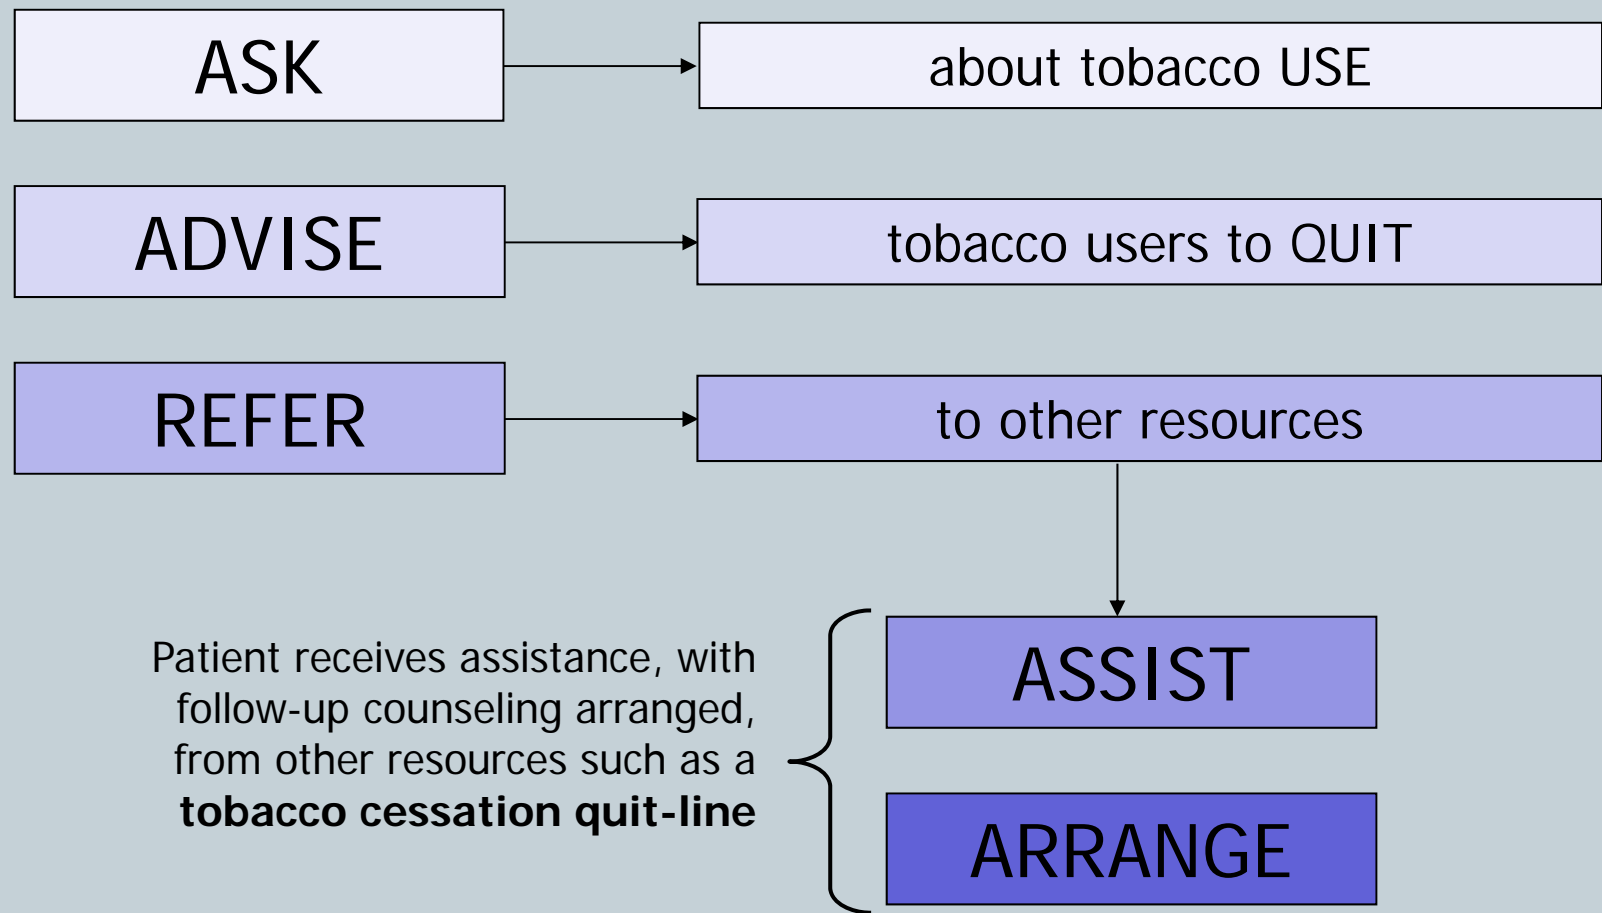 ASK
about tobacco USE
ADVISE
tobacco users to QUIT
REFER
to other resources
Patient receives assistance, with
follow-up counseling arranged,
from other resources such as a
tobacco cessation quit-line
ASSIST
ARRANGE